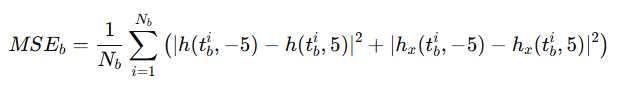 $MSE_b = \frac{1}{N_b} \sum_{i=1}^{N_b} \left( |h(t_b^i, -5) - h(t_b^i, 5)|^2 + |h_x(t_b^i, -5) - h_x(t_b^i, 5)|^2 \right)$